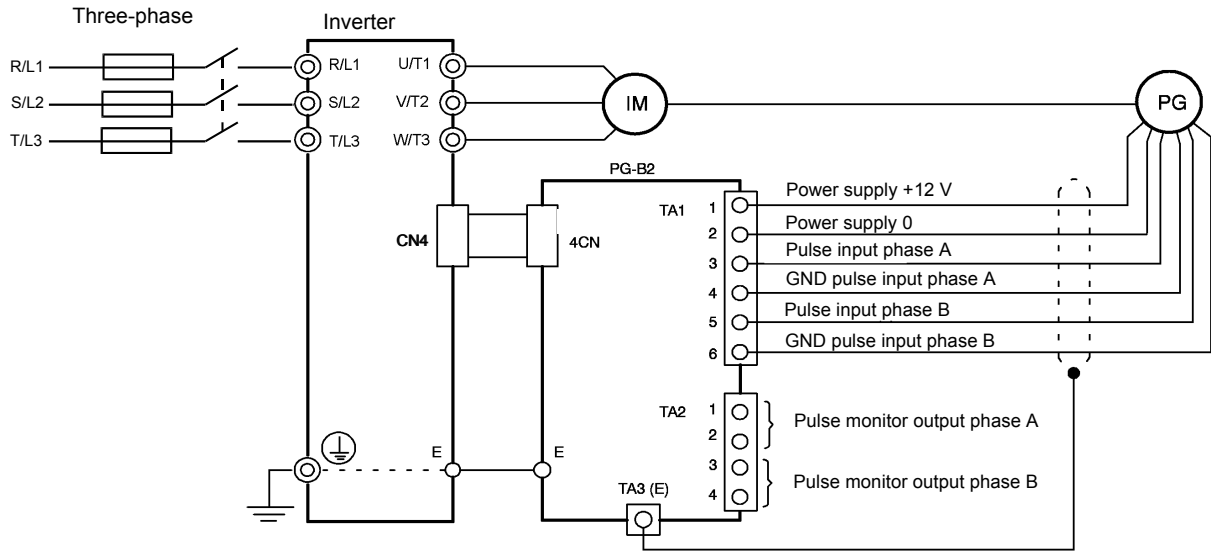 Three-phase
Inverter
R/L1
R/L1
U/T1
S/L2
S/L2
V/T2
IM
PG
T/L3
T/L3
W/T3
PG-B2
CN4
4CN
TA1
1
Power supply +12 V
2
Power supply 0
3
Pulse input phase A
4
GND pulse input phase A
5
Pulse input phase B
6
GND pulse input phase B
TA2
1
2
Pulse monitor output phase A
3
4
Pulse monitor output phase B
E
E
TA3 (E)